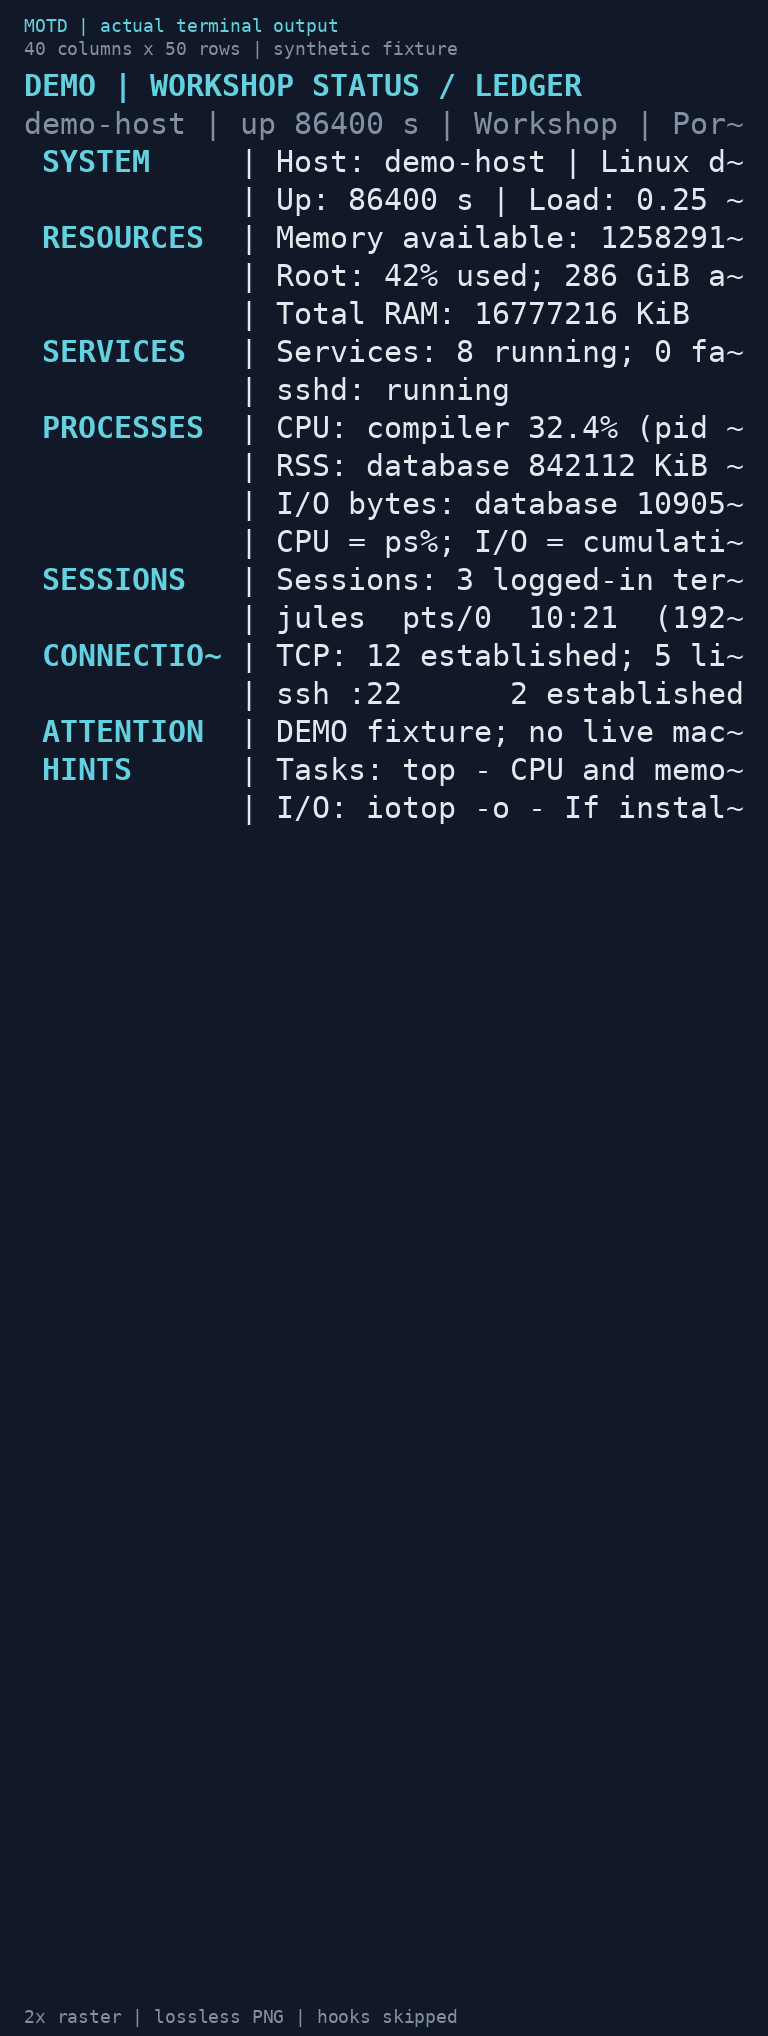 MOTD | actual terminal output
40 columns x 50 rows | synthetic fixture
DEMO | WORKSHOP STATUS / LEDGER
demo-host | up 86400 s | Workshop | Por~
SYSTEM | Host: demo-host | Linux d~
| Up: 86400 s | Load: 0.25 ~
RESOURCES | Memory available: 1258291~
| Root: 42% used; 286 GiB a~
| Total RAM: 16777216 KiB
SERVICES | Services: 8 running; 0 fa~
| sshd: running
PROCESSES | CPU: compiler 32.4% (pid ~
| RSS: database 842112 KiB ~
| I/O bytes: database 10905~
| CPU = ps%; I/O = cumulati~
SESSIONS | Sessions: 3 logged-in ter~
| jules  pts/0  10:21  (192~
CONNECTIO~ | TCP: 12 established; 5 li~
| ssh :22      2 established
ATTENTION | DEMO fixture; no live mac~
HINTS | Tasks: top - CPU and memo~
| I/O: iotop -o - If instal~
2x raster | lossless PNG | hooks skipped